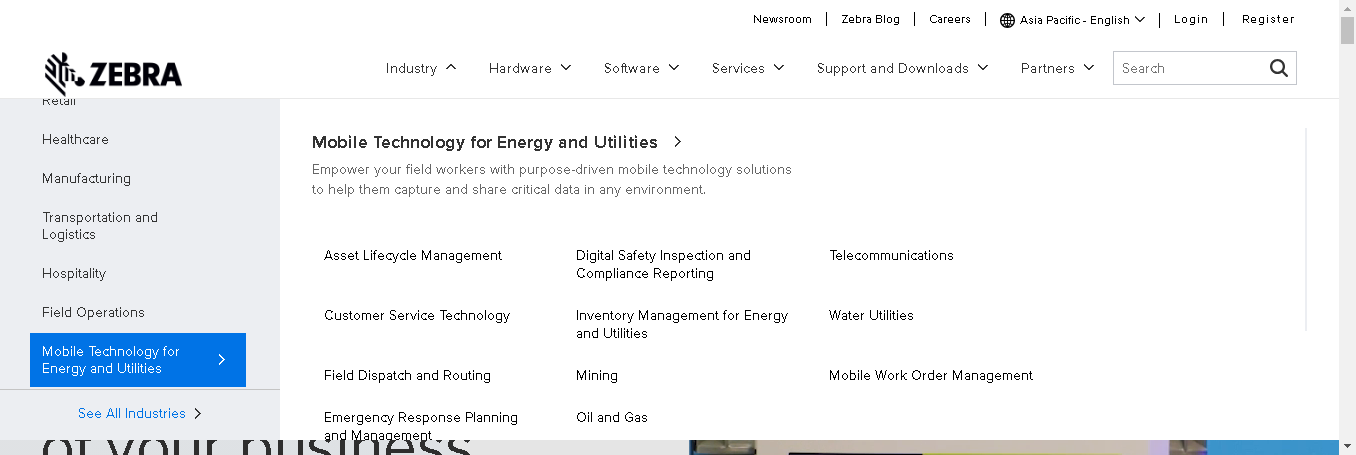 Newsroom
Zebra Blog
Careers
Asia Pacific - English
Login
Register
ZEBRA
Industry
Hardware
Software
Services
Support and Downloads
Partners
Search
Retail
Healthcare
Manufacturing
Transportation and
Logistics
Hospitality
Field Operations
Mobile Technology for
Energy and Utilities
See All Industries
Mobile Technology for Energy and Utilities
Empower your field workers with purpose-driven mobile technology solutions
to help them capture and share critical data in any environment.
Asset Lifecycle Management
Digital Safety Inspection and
Compliance Reporting
Telecommunications
Customer Service Technology
Inventory Management for Energy
and Utilities
Water Utilities
Field Dispatch and Routing
Mining
Mobile Work Order Management
Emergency Response Planning
and Management
Oil and Gas
of your business